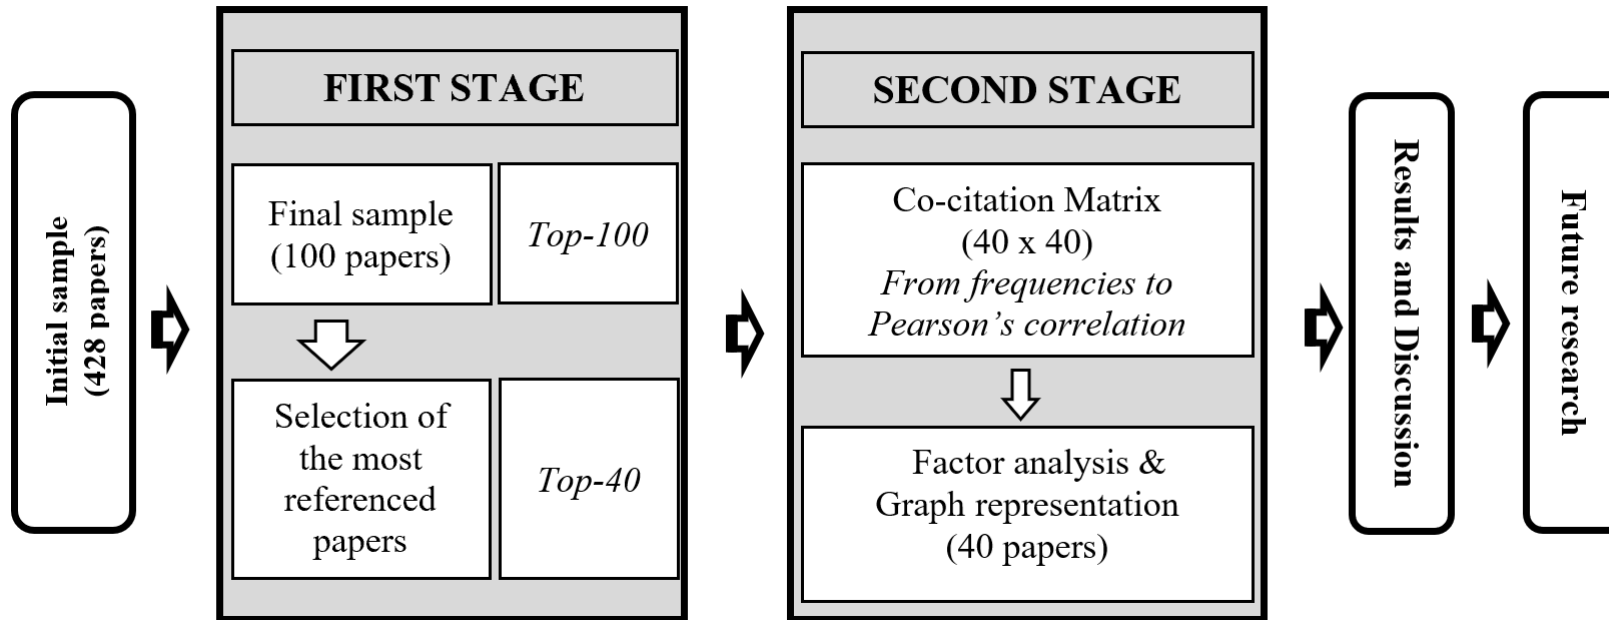 Initial sample
(428 papers)
FIRST STAGE
Final sample
(100 papers)
Top-100
Selection of
the most
referenced
papers
Top-40
SECOND STAGE
Co-citation Matrix
(40 x 40)
From frequencies to
Pearson’s correlation
Factor analysis &
Graph representation
(40 papers)
Results and Discussion
Future research